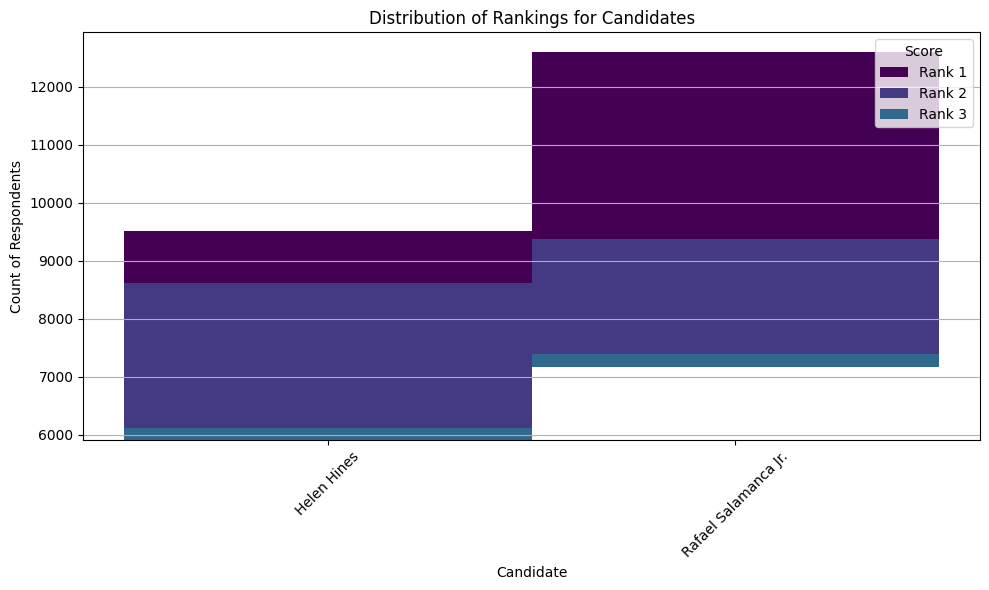 Distribution of Rankings for Candidates
Score
Rank 1
Rank 2
Rank 3
12000
11000
10000
9000
8000
7000
6000
Count of Respondents
Helen Hines
Rafael Salamanca Jr.
Candidate